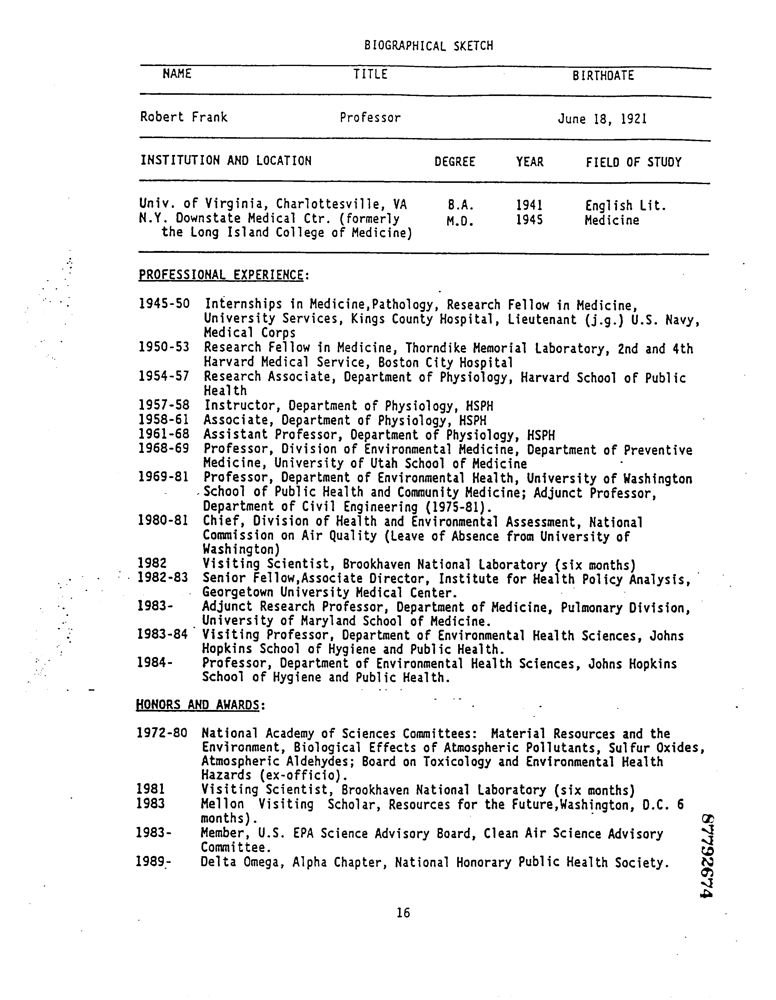 BIOGRAPHICAL SKETCH
NAME TITLE BIRTHDATE
Robert Frank Professor June 18, 1921
INSTITUTION AND LOCATION DEGREE YEAR FIELD OF STUDY
Univ. of Virginia, Charlottesville, VA B.A. 1941 English Lit.
N.Y. Downstate Medical Ctr. (formerly M.D. 1945 Medicine
the Long Island College of Medicine)
PROFESSIONAL EXPERIENCE:
1945-50 Internships in Medicine,Pathology, Research Fellow in Medicine,
University Services, Kings County Hospital, Lieutenant (j.g.) U.S. Navy,
Medical Corps
1950-53 Research Fellow in Medicine, Thorndike Memorial Laboratory, 2nd and 4th
Harvard Medical Service, Boston City Hospital
1954-57 Research Associate, Department of Physiology, Harvard School of Public
Health
1957-58 Instructor, Department of Physiology, HSPH
1958-61 Associate, Department of Physiology, HSPH
1961-68 Assistant Professor, Department of Physiology, HSPH
1968-69 Professor, Division of Environmental Medicine, Department of Preventive
Medicine, University of Utah School of Medicine
1969-81 Professor, Department of Environmental Health, University of Washington
School of Public Health and Community Medicine; Adjunct Professor,
Department of Civil Engineering (1975-81).
1980-81 Chief, Division of Health and Environmental Assessment, National
Commission on Air Quality (Leave of Absence from University of
Washington)
1982 Visiting Scientist, Brookhaven National Laboratory (six months)
1982-83 Senior Fellow,Associate Director, Institute for Health Policy Analysis,
Georgetown University Medical Center.
1983- Adjunct Research Professor, Department of Medicine, Pulmonary Division,
University of Maryland School of Medicine.
1983-84 Visiting Professor, Department of Environmental Health Sciences, Johns
Hopkins School of Hygiene and Public Health.
1984- Professor, Department of Environmental Health Sciences, Johns Hopkins
School of Hygiene and Public Health.
HONORS AND AWARDS:
1972-80 National Academy of Sciences Committees: Material Resources and the
Environment, Biological Effects of Atmospheric Pollutants, Sulfur Oxides,
Atmospheric Aldehydes; Board on Toxicology and Environmental Health
Hazards (ex-officio).
1981 Visiting Scientist, Brookhaven National Laboratory (six months)
1983 Mellon Visiting Scholar, Resources for the Future,Washington, D.C. 6
months).
1983- Member, U.S. EPA Science Advisory Board, Clean Air Science Advisory
Committee.
1989- Delta Omega, Alpha Chapter, National Honorary Public Health Society.
87792674
16